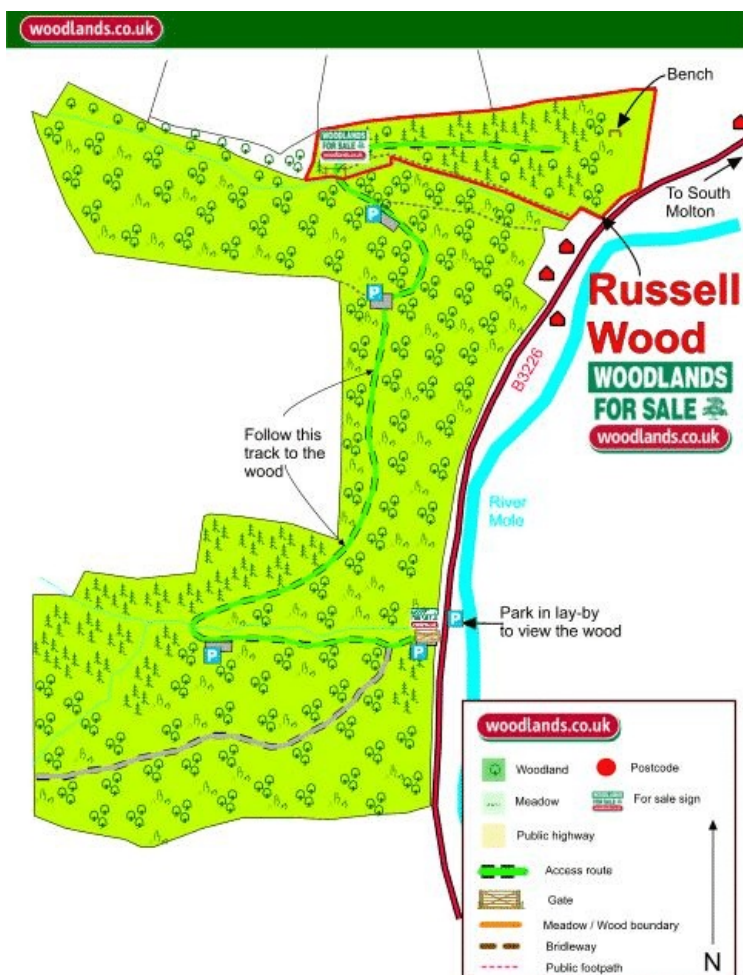 woodlands.co.uk
Bench
WOODLANDS
FOR SALE
woodlands.co.uk
To South
Molton
P
P
Russell
Wood
WOODLANDS
FOR SALE
woodlands.co.uk
B3226
Follow this
track to the
wood
River
Mole
P
Park in lay-by
to view the wood
P
P
woodlands.co.uk
Woodland
Postcode
Meadow
WOODLANDS
FOR SALE
For sale sign
Public highway
Access route
Gate
Meadow / Wood boundary
Bridleway
Public footpath
N